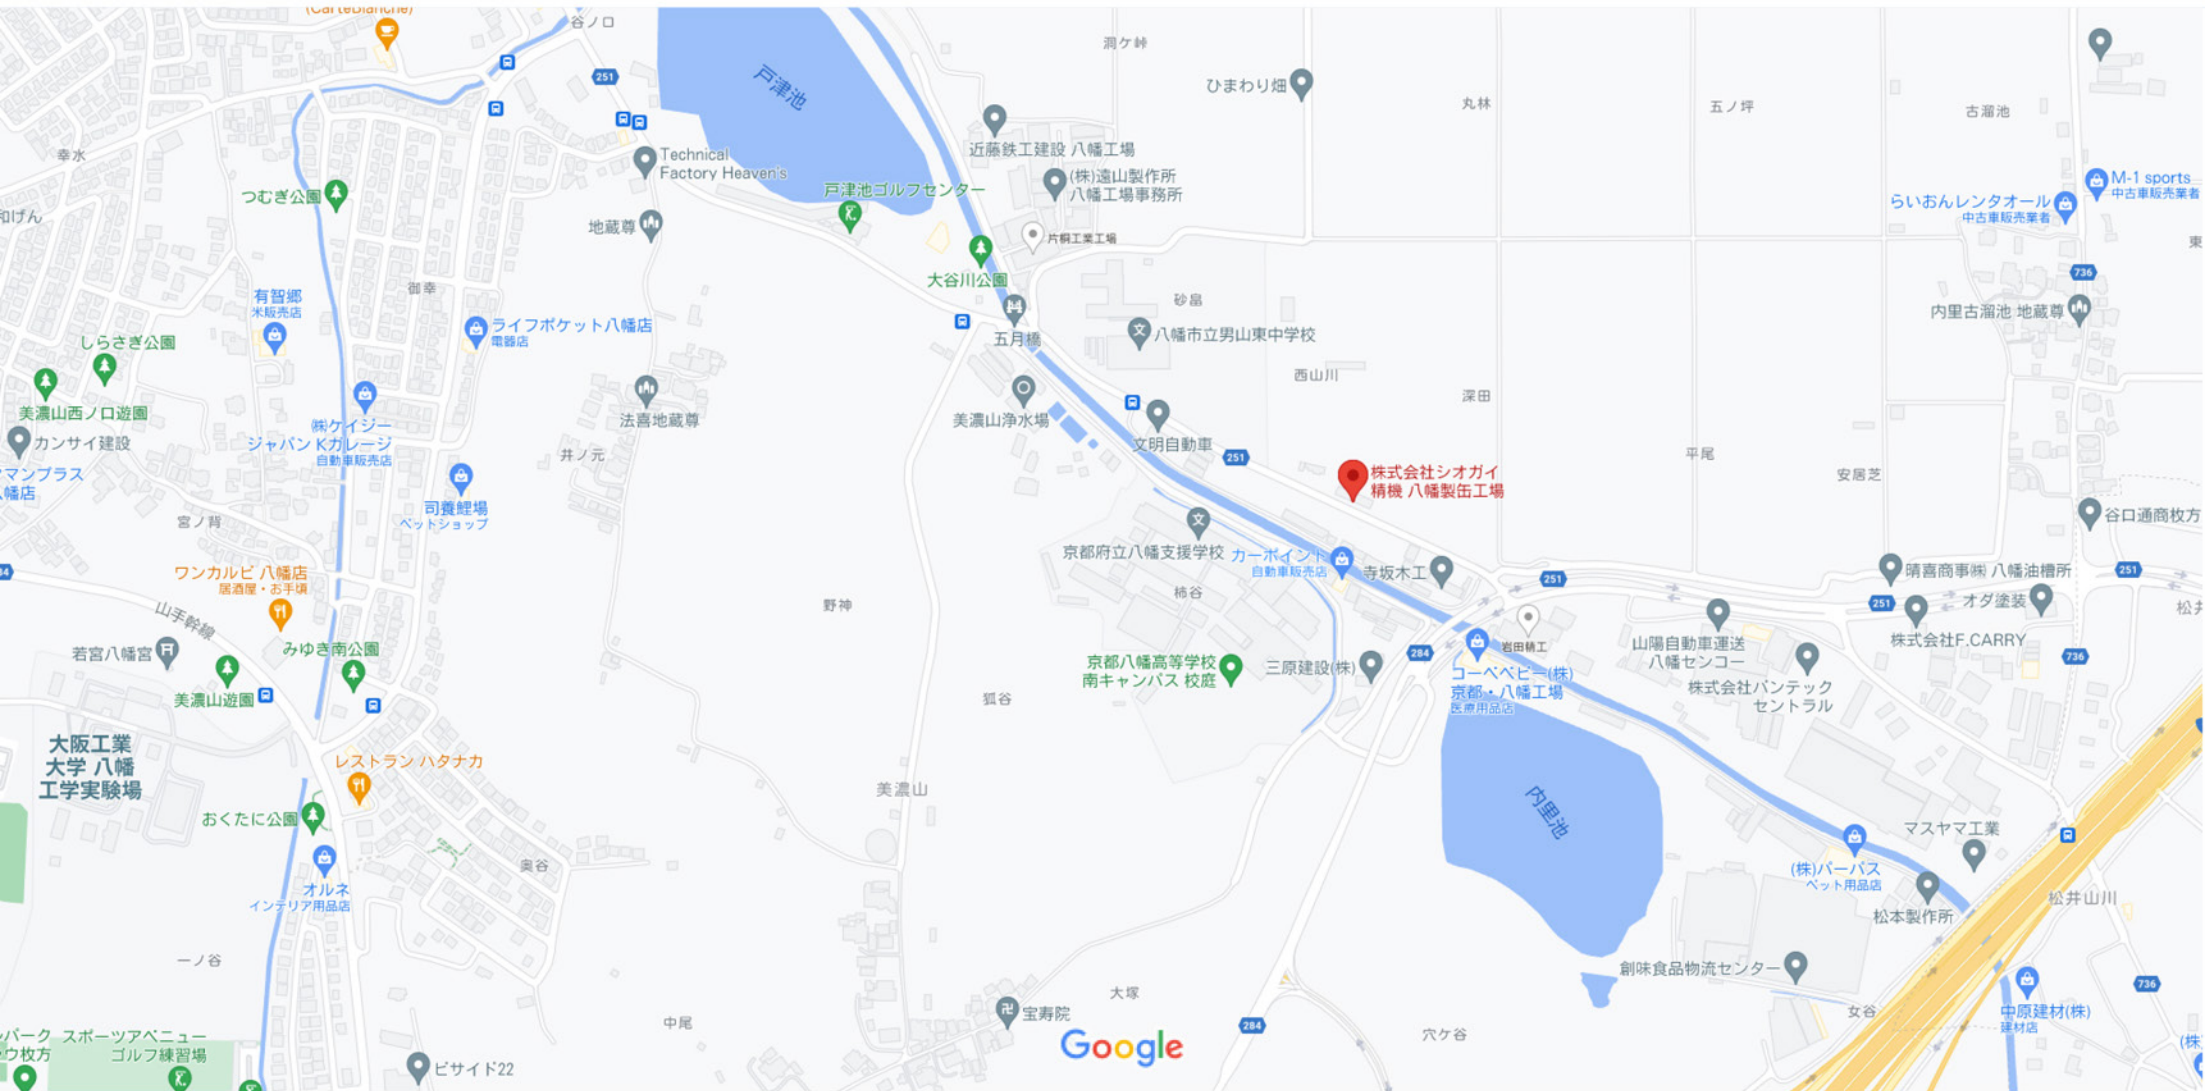 (CarteBlanche)
谷ノ口
251
戸津池
洞ケ峠
ひまわり畑
丸林
五ノ坪
古溜池
幸水
つむぎ公園
Technical
Factory Heaven's
近藤鉄工建設 八幡工場
(株)遠山製作所
八幡工場事務所
M-1 sports
中古車販売業者
らいおんレンタオール
中古車販売業者
和げん
地蔵尊
戸津池ゴルフセンター
片桐工業工場
東
大谷川公園
736
有智郷
米販売店
御幸
砂畠
内里古溜池 地蔵尊
ライフポケット八幡店
電器店
五月橋
八幡市立男山東中学校
しらさぎ公園
西山川
深田
美濃山西ノ口遊園
法喜地蔵尊
美濃山浄水場
カンサイ建設
㈱ケイジー
ジャパン Kガレージ
自動車販売店
文明自動車
251
井ノ元
平尾
安居芝
マンプラス
八幡店
株式会社シオガイ
精機 八幡製缶工場
司養鯉場
ペットショップ
宮ノ背
谷口通商枚方
京都府立八幡支援学校
カーポイント
自動車販売店
寺坂木工
251
晴喜商事㈱ 八幡油槽所
251
84
ワンカルビ 八幡店
居酒屋・お手頃
山手幹線
野神
柿谷
251
オダ塗装
松井
株式会社F.CARRY
若宮八幡宮
みゆき南公園
岩田精工
山陽自動車運送
八幡センコー
284
736
京都八幡高等学校
南キャンパス 校庭
三原建設(株)
コーベベビー(株)
京都・八幡工場
医療用品店
株式会社バンテック
セントラル
美濃山遊園
狐谷
大阪工業
大学 八幡
工学実験場
レストラン ハタナカ
美濃山
内里池
おくたに公園
マスヤマ工業
奥谷
(株)パーパス
ペット用品店
オルネ
インテリア用品店
松井山川
松本製作所
一ノ谷
創味食品物流センター
大塚
736
宝寿院
中尾
284
穴ケ谷
女谷
中原建材(株)
建材店
ンパーク
ウ枚方
スポーツアベニュー
ゴルフ練習場
Google
(株
ビサイド22